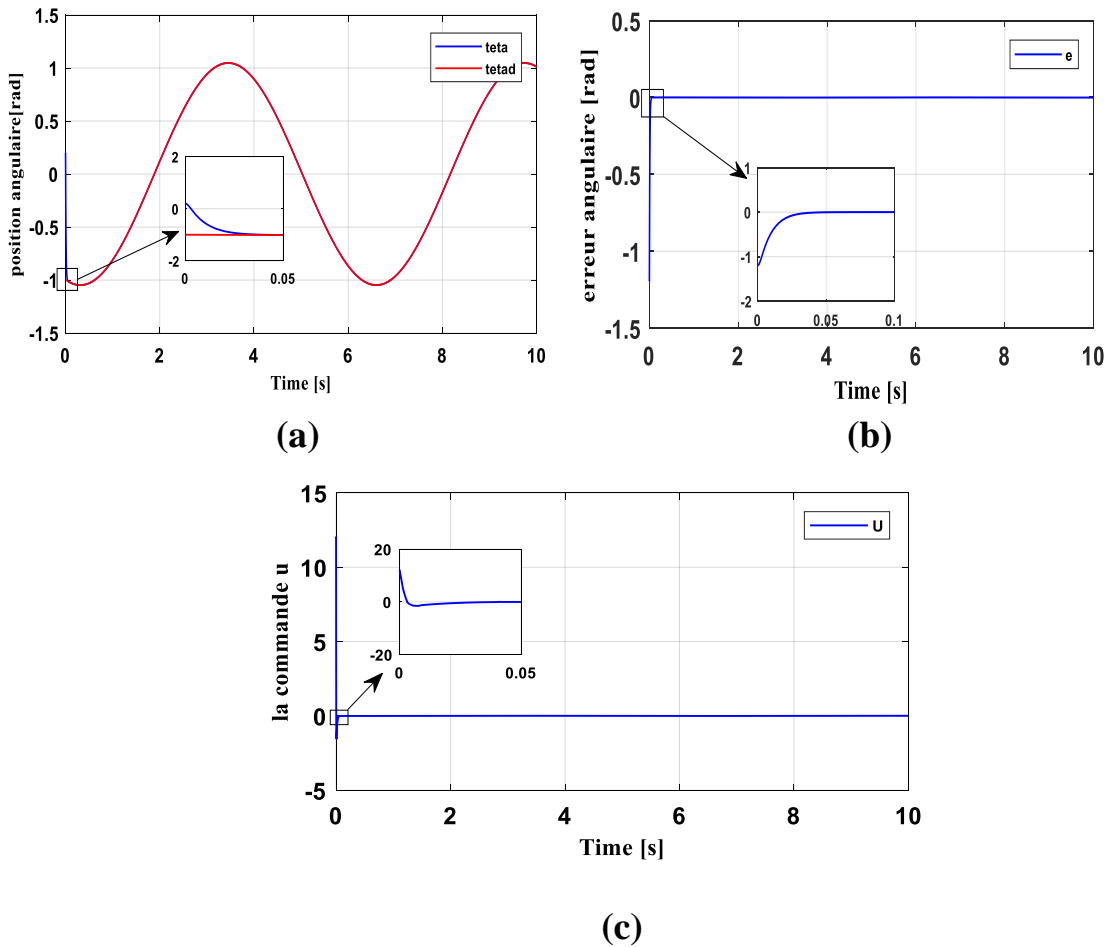 1.5
1
0.5
0
-0.5
-1
-1.5
position angulaire[rad]
teta
tetad
2
0
-2
0 0.05
0 2 4 6 8 10
Time [s]
(a)
0.5
0
-0.5
-1
-1.5
erreur angulaire [rad]
e
1
0
-1
-2
0 0.05 0.1
0 2 4 6 8 10
Time [s]
(b)
15
10
5
0
-5
la commande u
U
20
0
-20
0 0.05
0 2 4 6 8 10
Time [s]
(c)